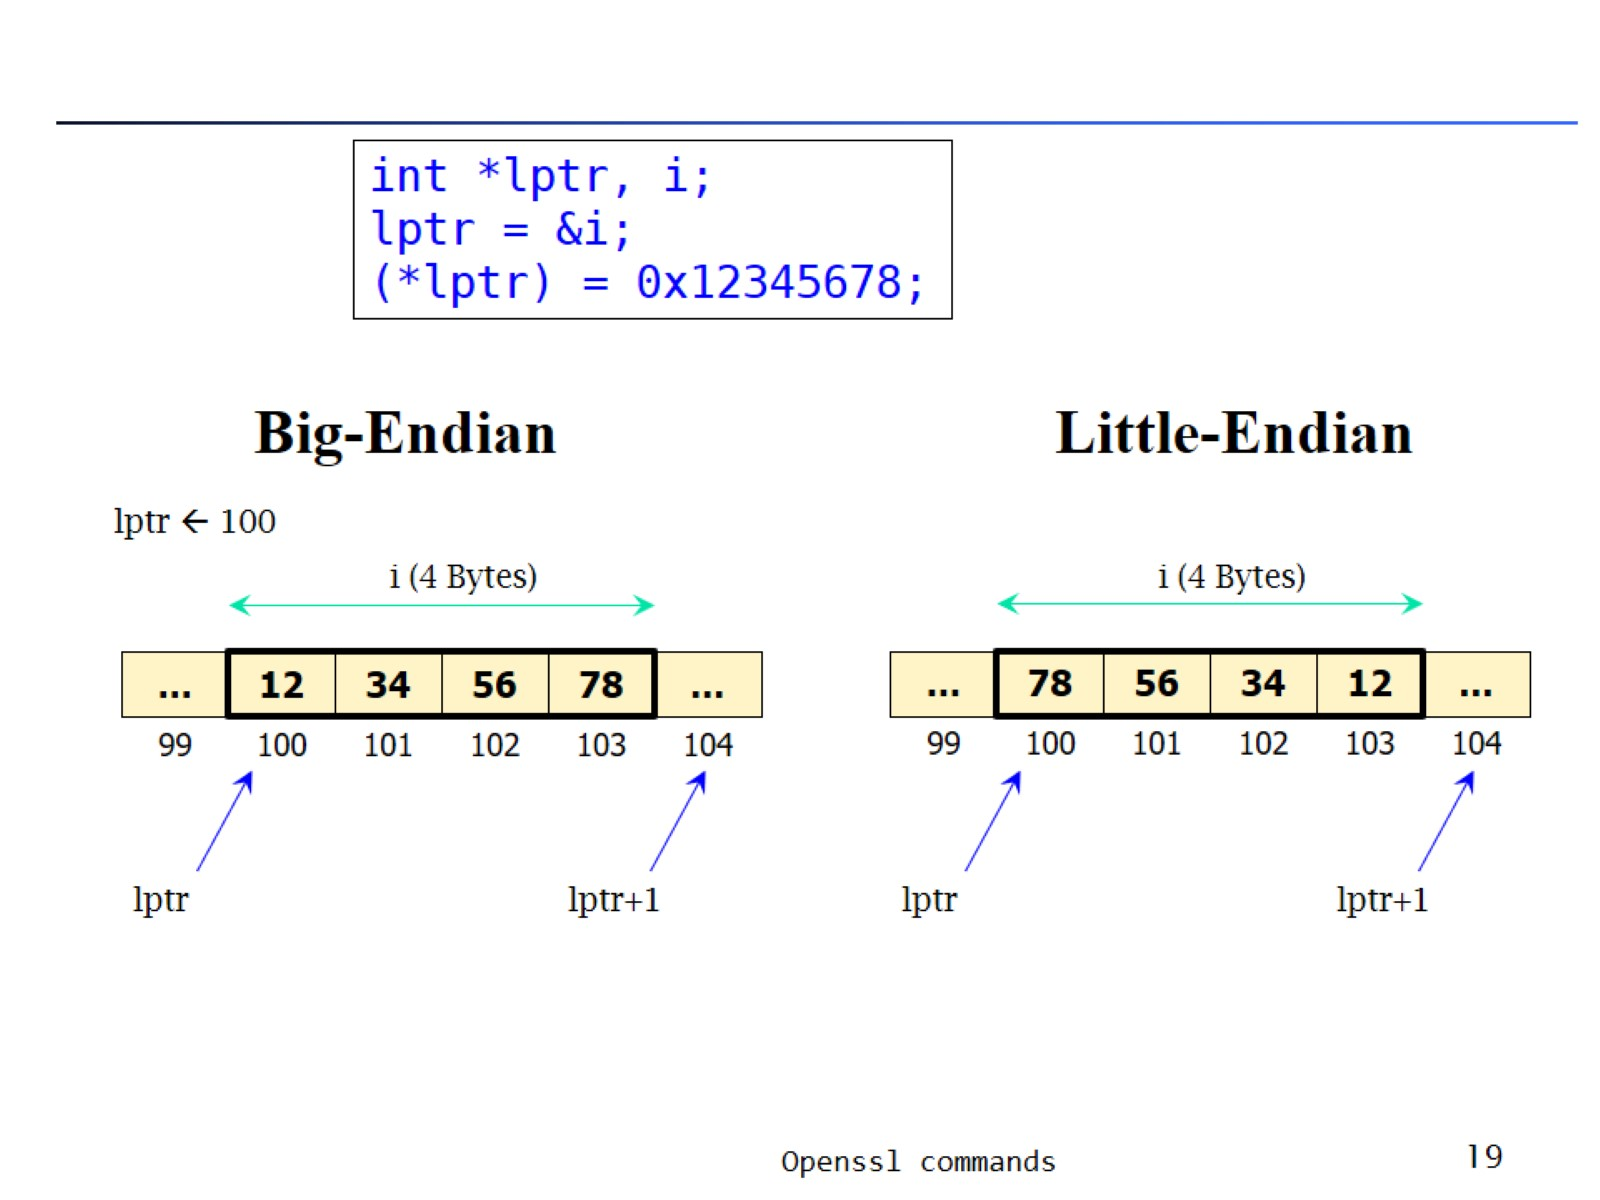 int *lptr, i;
lptr = &i;
(*lptr) = 0x12345678;
Big-Endian
Little-Endian
lptr ← 100
i (4 Bytes)
i (4 Bytes)
... 12 34 56 78 ...
99 100 101 102 103 104
lptr
lptr+1
... 78 56 34 12 ...
99 100 101 102 103 104
lptr
lptr+1
Openssl commands
19